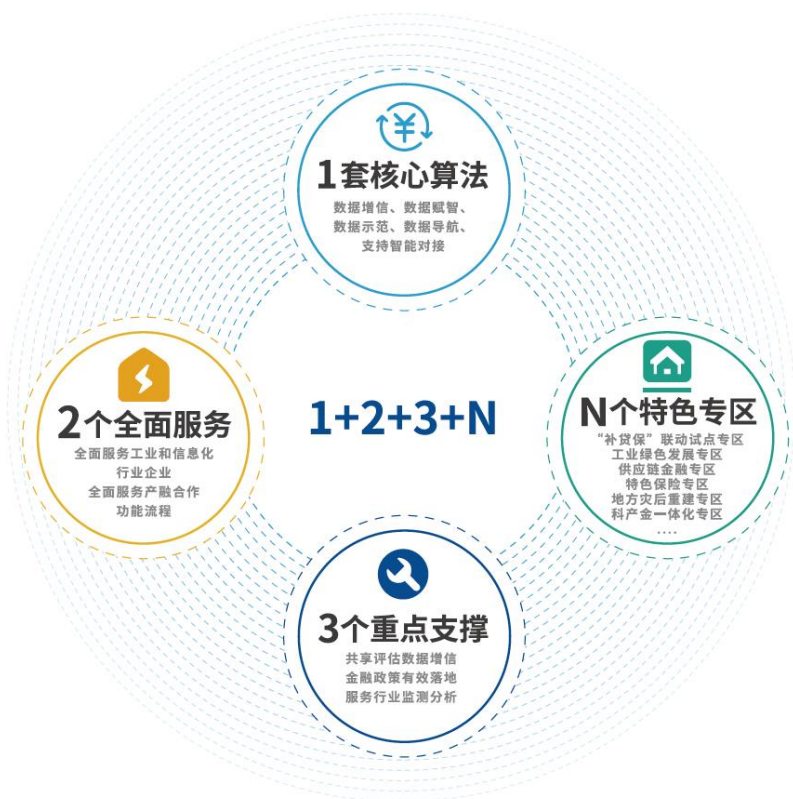 ¥
1套核心算法
数据增信、数据赋智、
数据示范、数据导航、
支持智能对接
2个全面服务
全面服务工业和信息化
行业企业
全面服务产融合作
功能流程
1+2+3+N
N个特色专区
“补贷保”联动试点专区
工业绿色发展专区
供应链金融专区
特色保险专区
地方灾后重建专区
科产金一体化专区
....
3个重点支撑
共享评估数据增信
金融政策有效落地
服务行业监测分析